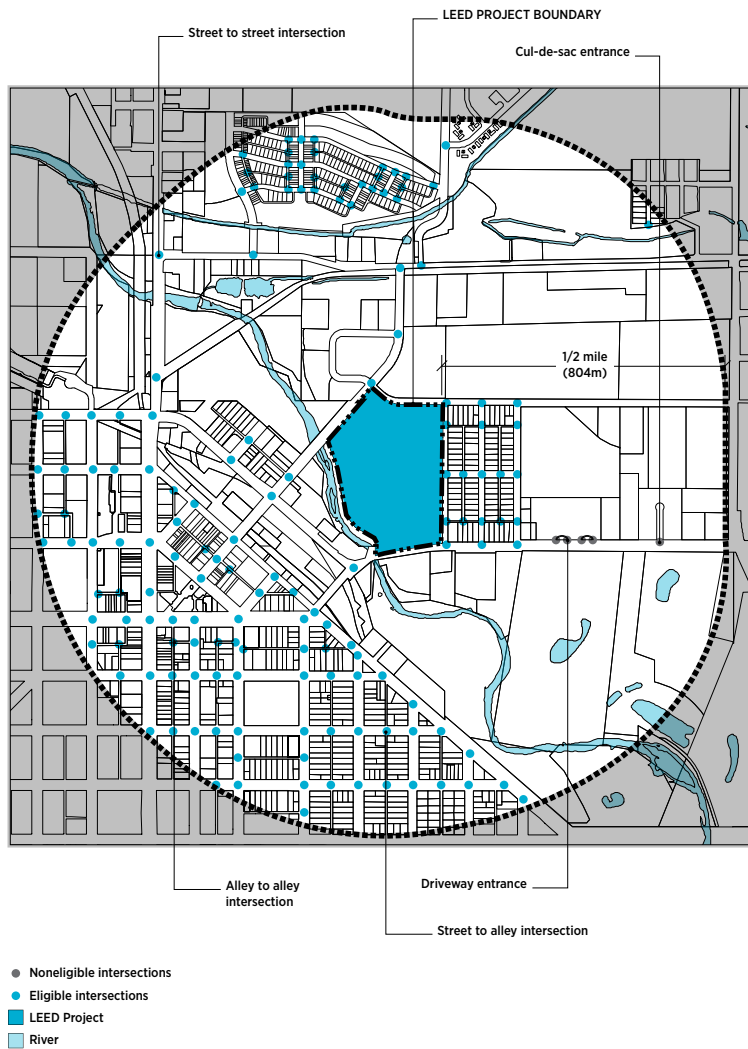 LEED PROJECT BOUNDARY
Street to street intersection
Cul-de-sac entrance
1/2 mile
(804m)
Alley to alley
intersection
Driveway entrance
Street to alley intersection
Noneligible intersections
Eligible intersections
LEED Project
River